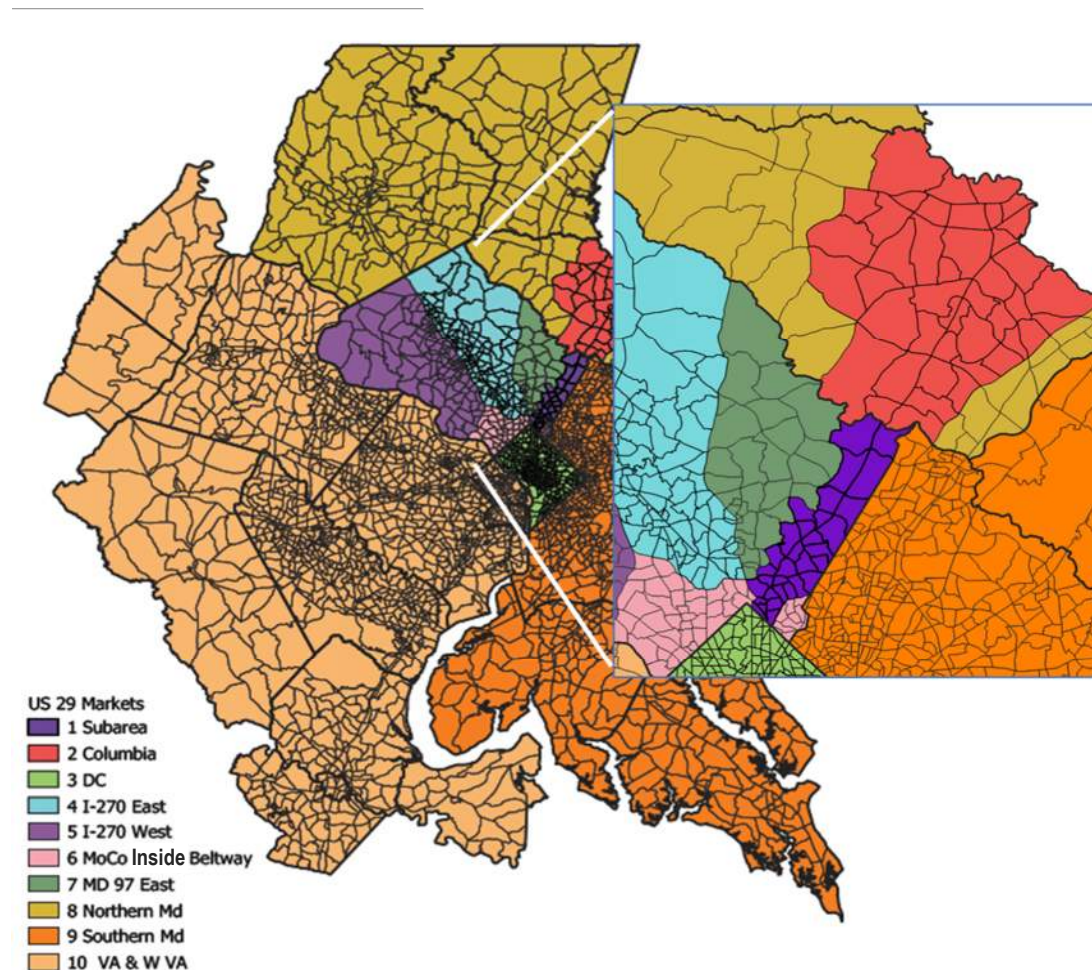 US 29 Markets
1 Subarea
2 Columbia
3 DC
4 I-270 East
5 I-270 West
6 MoCo Inside Beltway
7 MD 97 East
8 Northern Md
9 Southern Md
10 VA & W VA